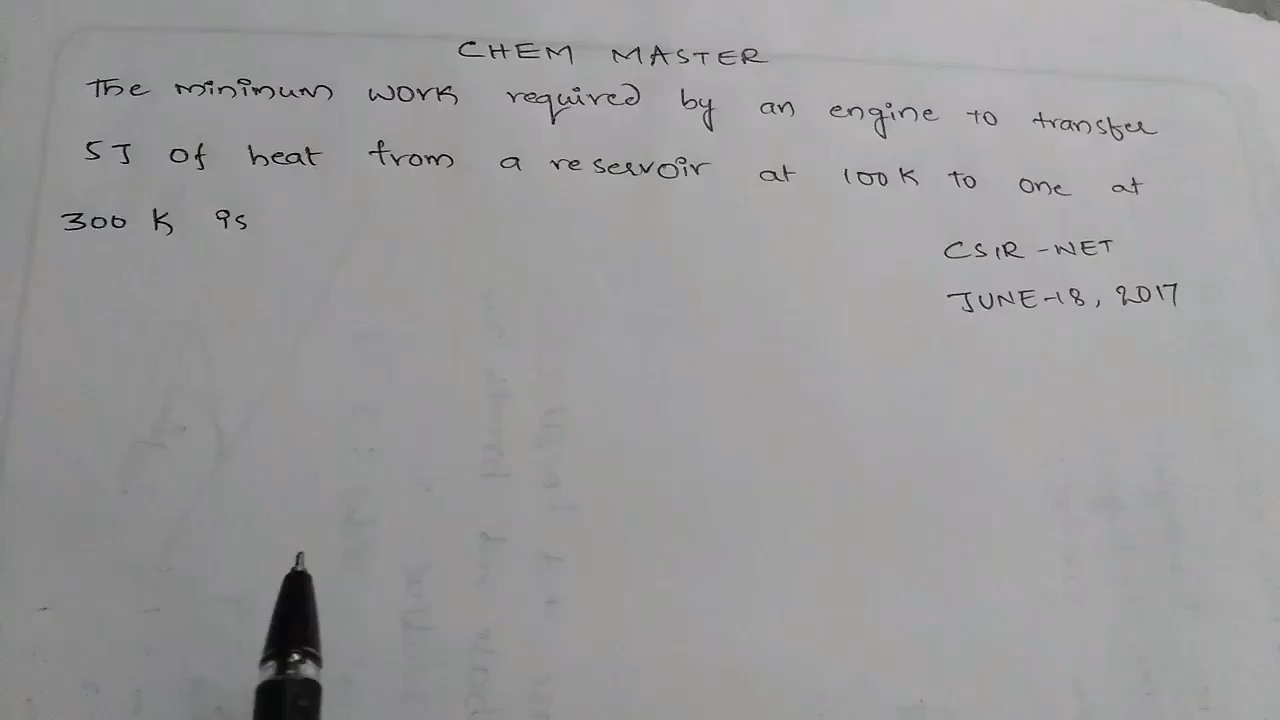 CHEM MASTER
The minimum work required by an engine to transfer
5J of heat from a reservoir at 100K to one at
300 K is
CSIR-NET
JUNE-18, 2017